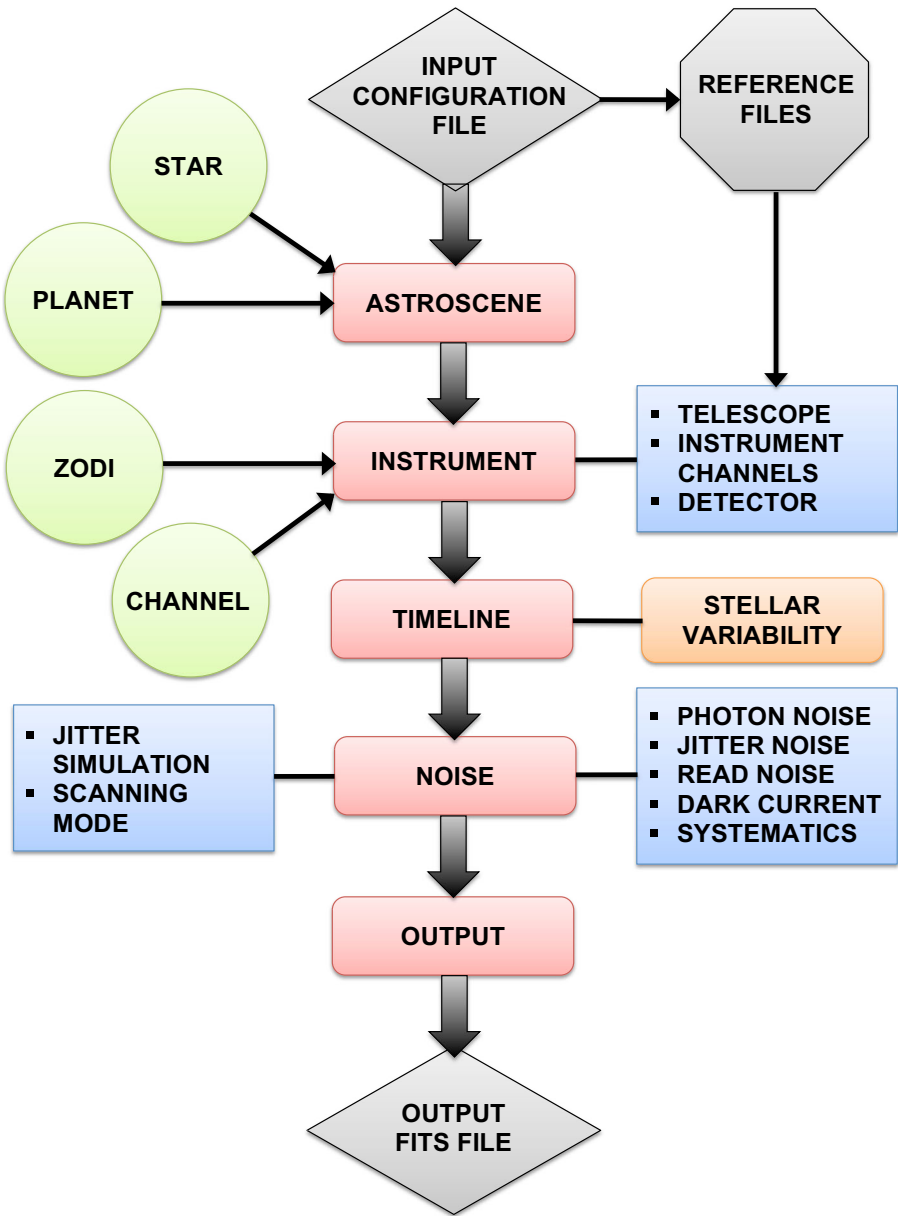 INPUT
CONFIGURATION
FILE
REFERENCE
FILES
STAR
PLANET
ASTROSCENE
ZODI
INSTRUMENT
▪ TELESCOPE
▪ INSTRUMENT
CHANNELS
▪ DETECTOR
CHANNEL
TIMELINE
STELLAR
VARIABILITY
▪ JITTER
SIMULATION
▪ SCANNING
MODE
NOISE
▪ PHOTON NOISE
▪ JITTER NOISE
▪ READ NOISE
▪ DARK CURRENT
▪ SYSTEMATICS
OUTPUT
OUTPUT
FITS FILE